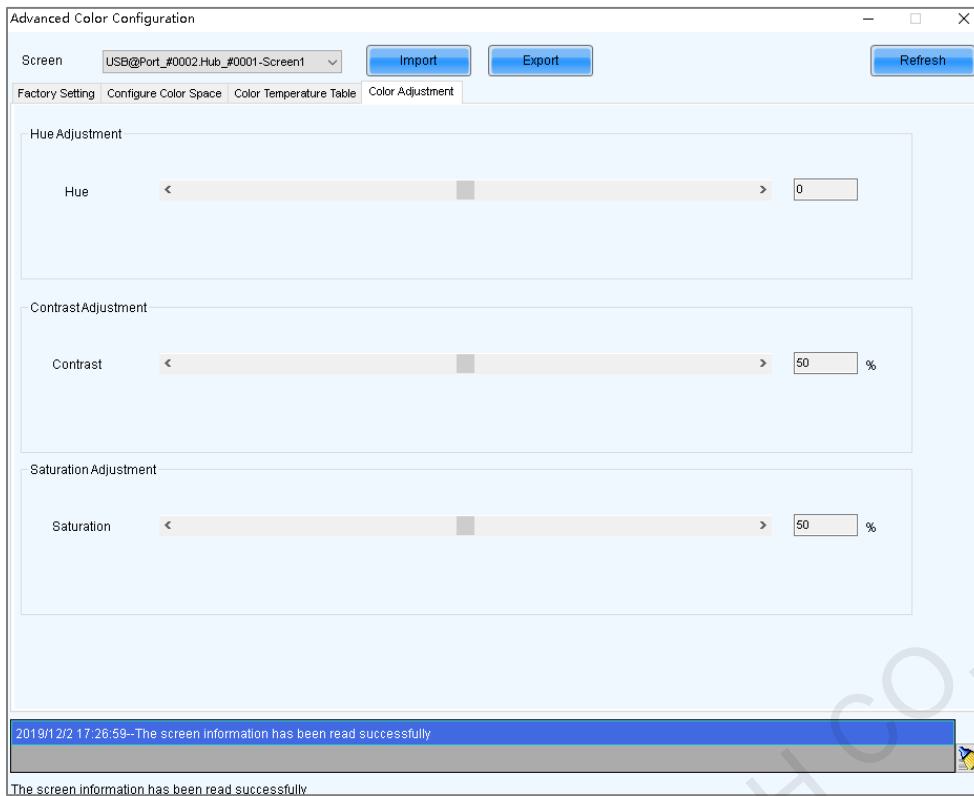 Advanced Color Configuration
Screen USB@Port_#0002.Hub_#0001-Screen1 Import Export Refresh
Factory Setting Configure Color Space Color Temperature Table Color Adjustment
Hue Adjustment
Hue 0
Contrast Adjustment
Contrast 50 %
Saturation Adjustment
Saturation 50 %
2019/12/2 17:26:59--The screen information has been read successfully
The screen information has been read successfully
H CO.